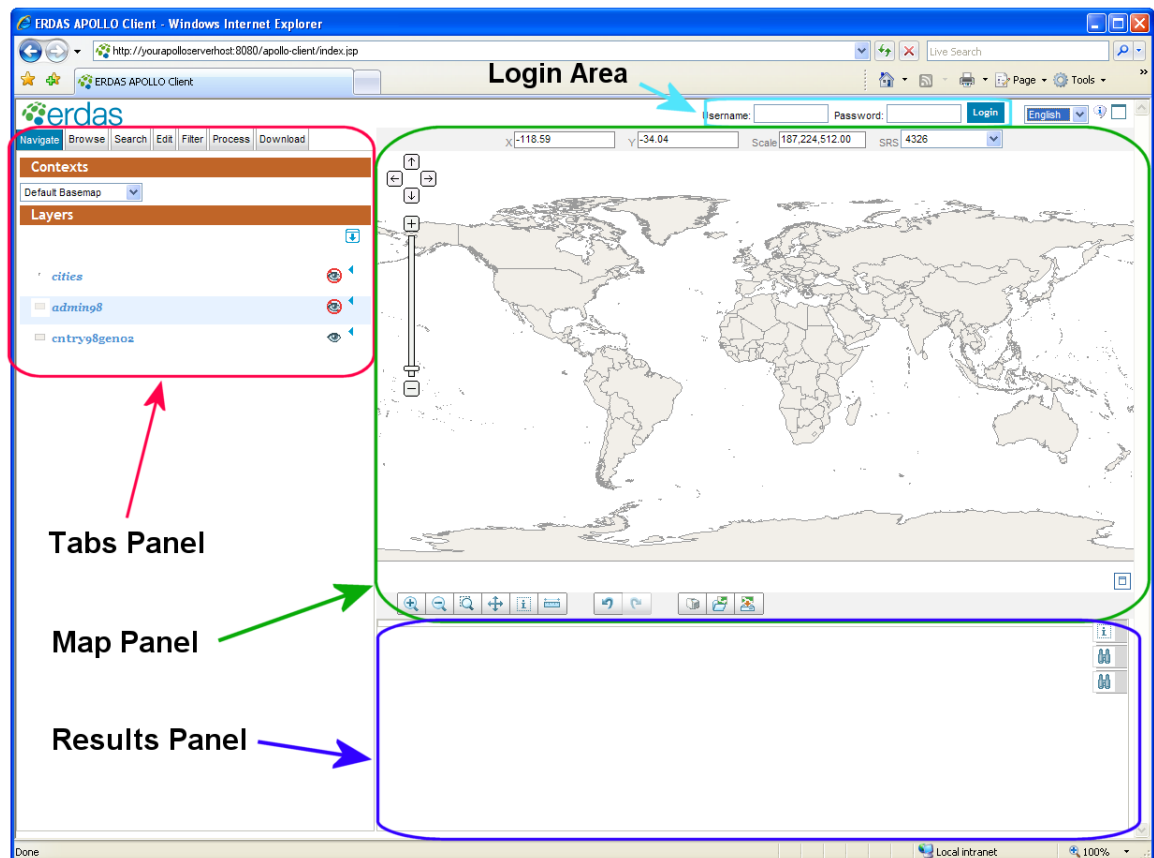 ERDAS APOLLO Client - Windows Internet Explorer
http://yourapolloserverhost:8080/apollo-client/index.jsp
Live Search
ERDAS APOLLO Client
Page
Tools
»
Login Area
erdas
Username:
Password:
Login
English
Navigate Browse Search Edit Filter Process Download
X -118.59 Y -34.04 Scale 187,224,512.00 SRS 4326
Contexts
Default Basemap
Layers
cities
admin98
cntry98gen02
Tabs Panel
Map Panel
Results Panel
Done
Local intranet
100%